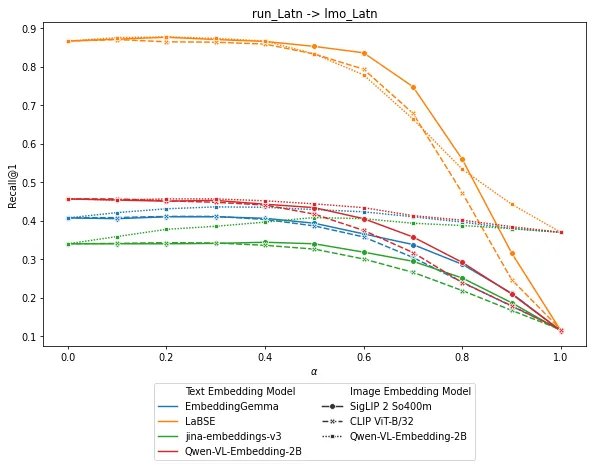 run_Latn -> lmo_Latn
0.9
0.8
0.7
0.6
0.5
0.4
0.3
0.2
0.1
Recall@1
0.0 0.2 0.4 0.6 0.8 1.0
α
Text Embedding Model Image Embedding Model
EmbeddingGemma SigLIP 2 So400m
LaBSE CLIP ViT-B/32
jina-embeddings-v3 Qwen-VL-Embedding-2B
Qwen-VL-Embedding-2B